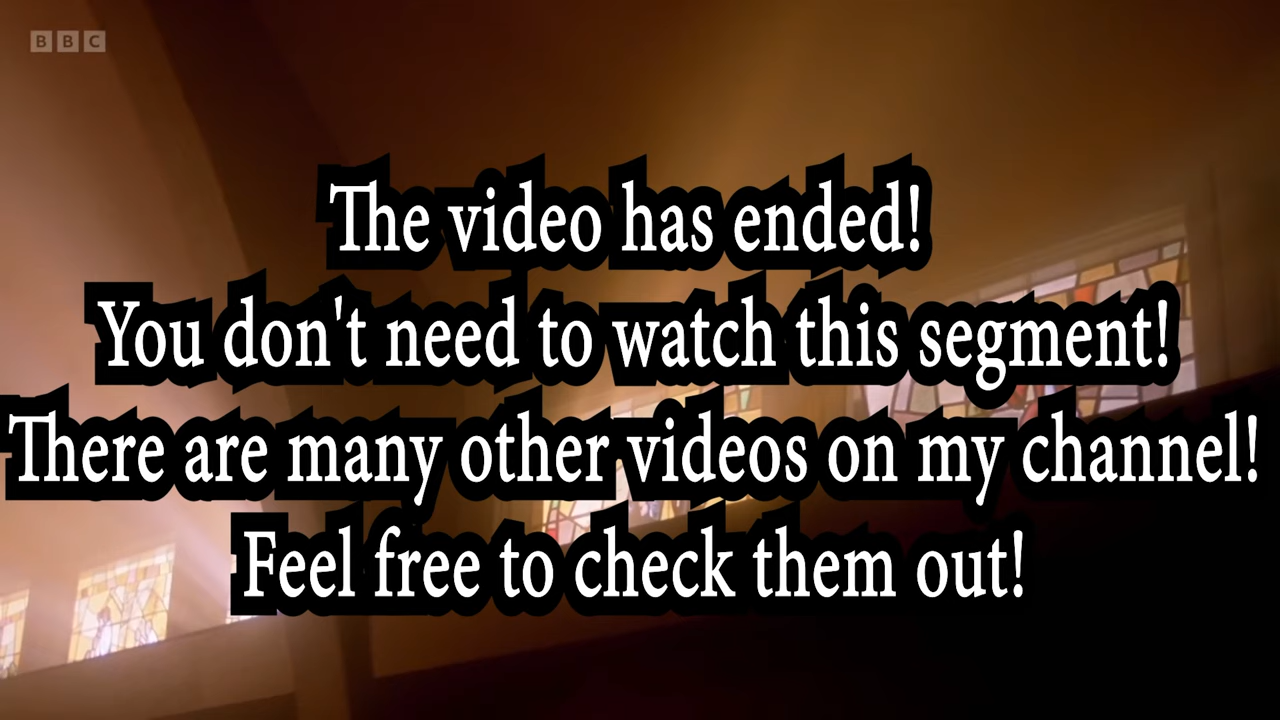 BBC
The video has ended!
You don't need to watch this segment!
There are many other videos on my channel!
Feel free to check them out!